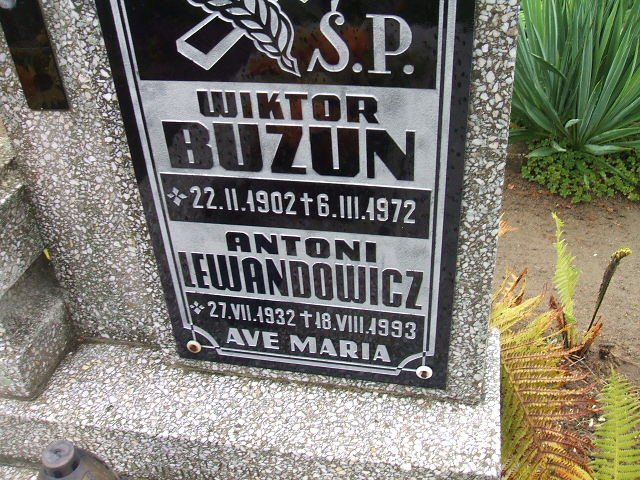 Ś.P.
WIKTOR
BUZUN
22.II.1902 † 6.III.1972
ANTONI
LEWANDOWICZ
27.VII.1932 † 18.VIII.1993
AVE MARIA